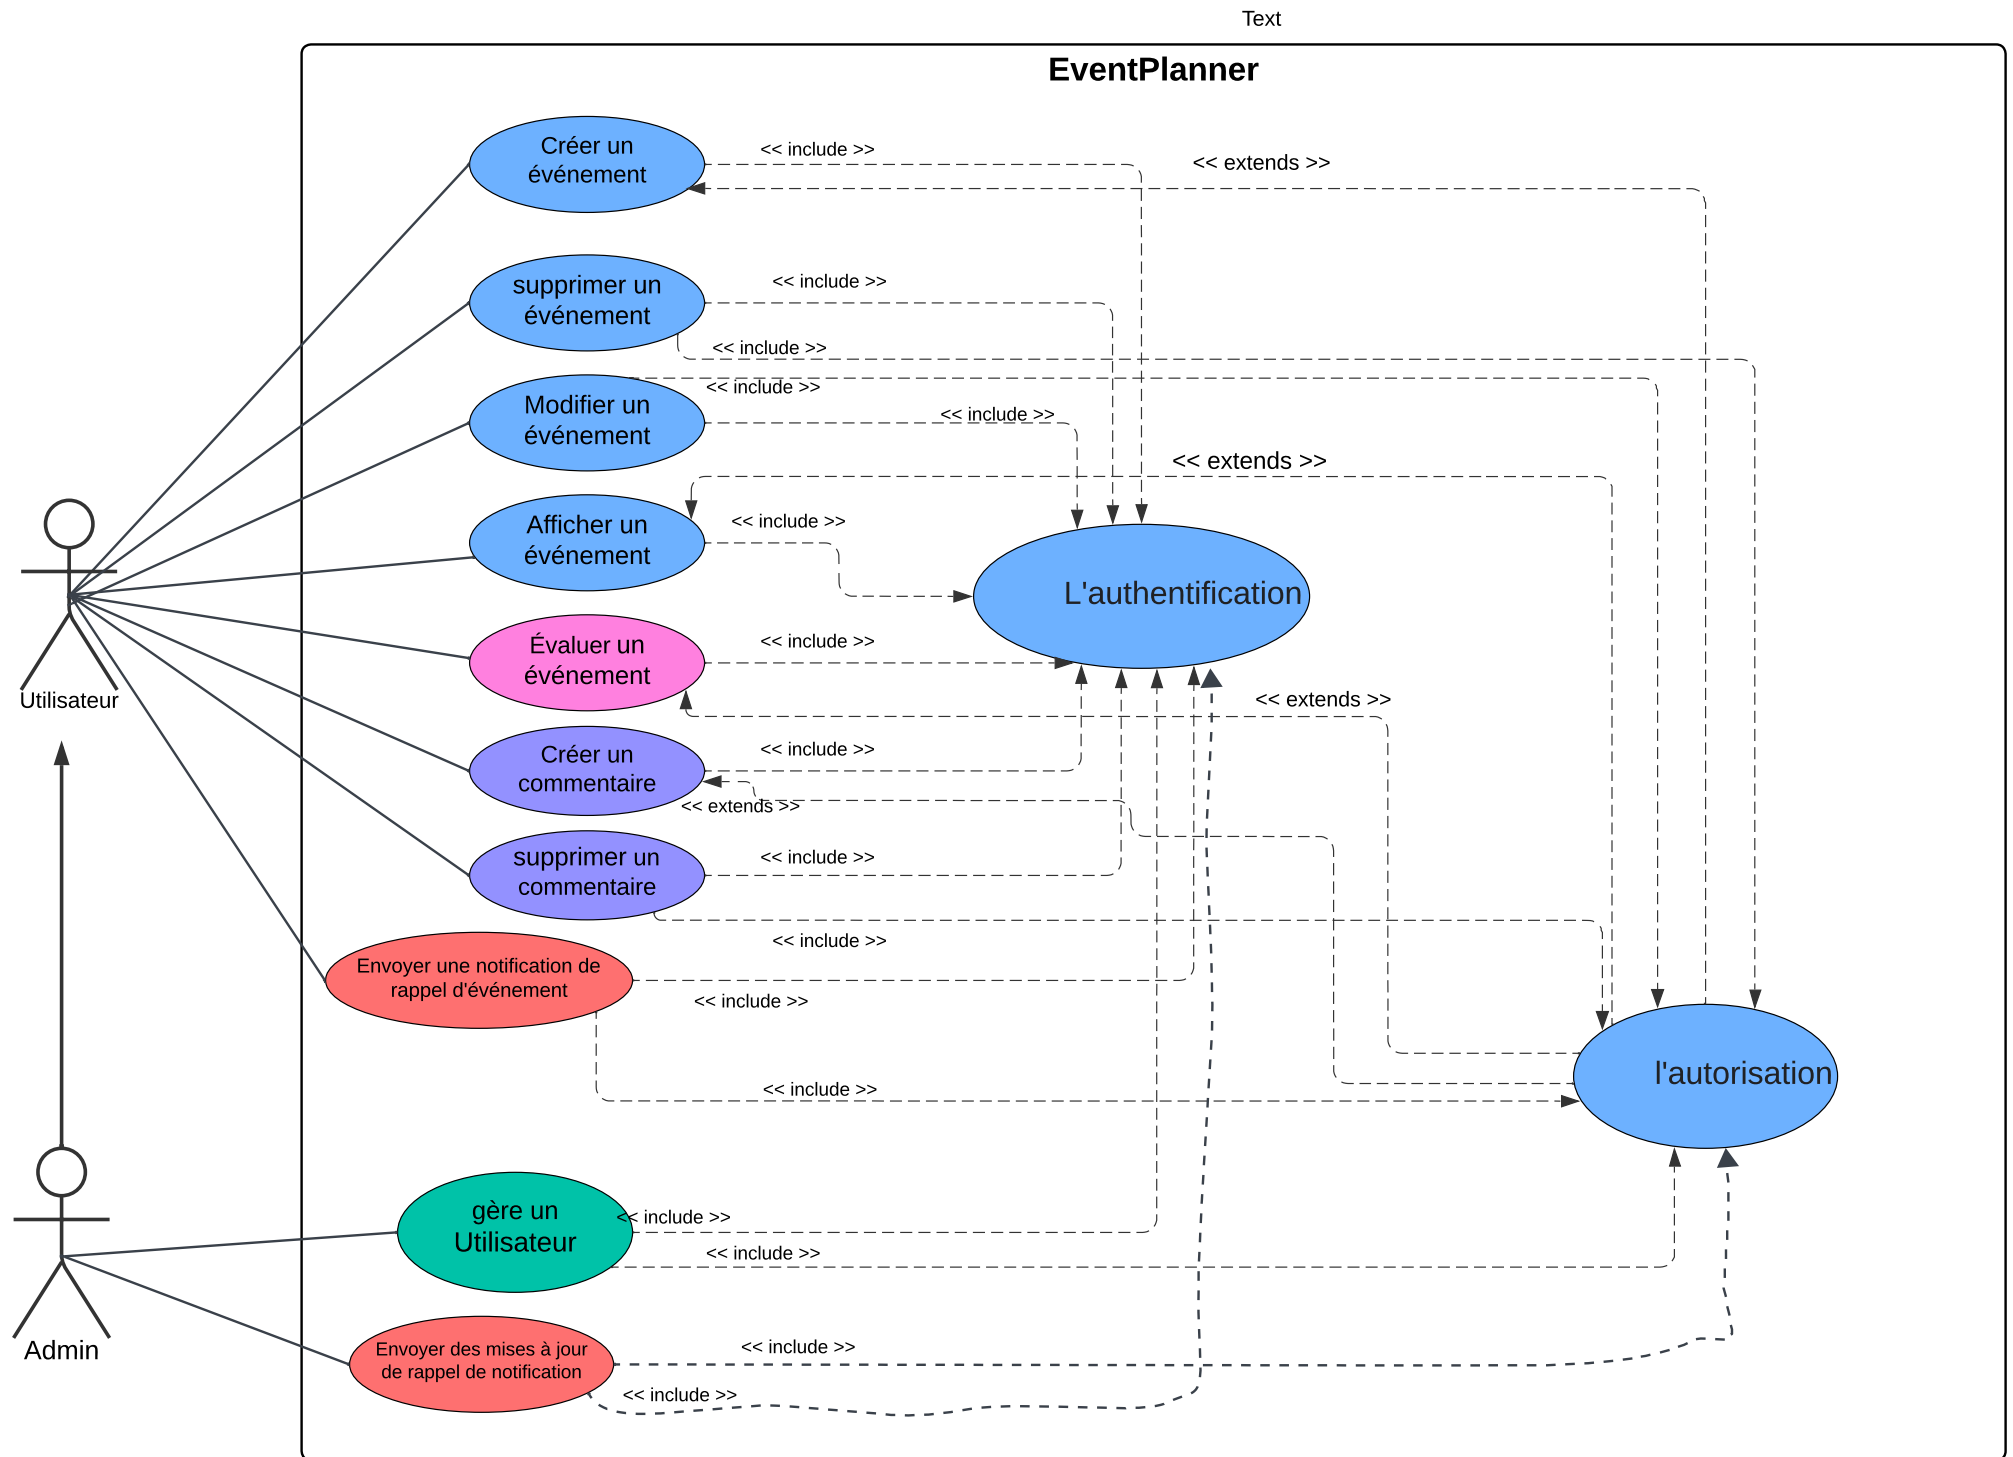 Text
EventPlanner
Créer un
événement
<< include >>
<< extends >>
supprimer un
événement
<< include >>
<< include >>
<< include >>
Modifier un
événement
<< include >>
<< extends >>
Afficher un
événement
<< include >>
L'authentification
Évaluer un
événement
<< include >>
Utilisateur
<< extends >>
Créer un
commentaire
<< include >>
<< extends >>
supprimer un
commentaire
<< include >>
<< include >>
Envoyer une notification de
rappel d'événement
<< include >>
l'autorisation
<< include >>
gère un
Utilisateur
<< include >>
<< include >>
Admin
Envoyer des mises à jour
de rappel de notification
<< include >>
<< include >>